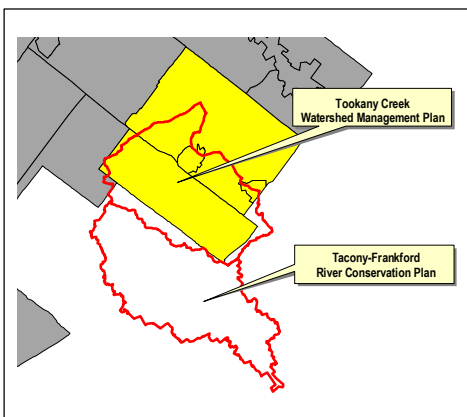 Tookany Creek
Watershed Management Plan
Tacony-Frankford
River Conservation Plan